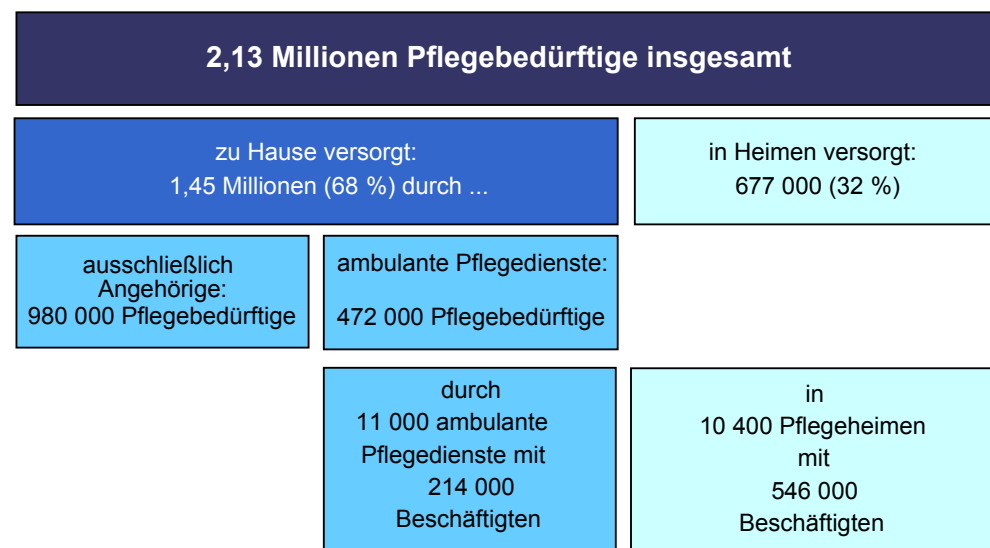 2,13 Millionen Pflegebedürftige insgesamt
zu Hause versorgt:
1,45 Millionen (68 %) durch ...
in Heimen versorgt:
677 000 (32 %)
ausschließlich
Angehörige:
980 000 Pflegebedürftige
ambulante Pflegedienste:
472 000 Pflegebedürftige
durch
11 000 ambulante
Pflegedienste mit
214 000
Beschäftigten
in
10 400 Pflegeheimen
mit
546 000
Beschäftigten